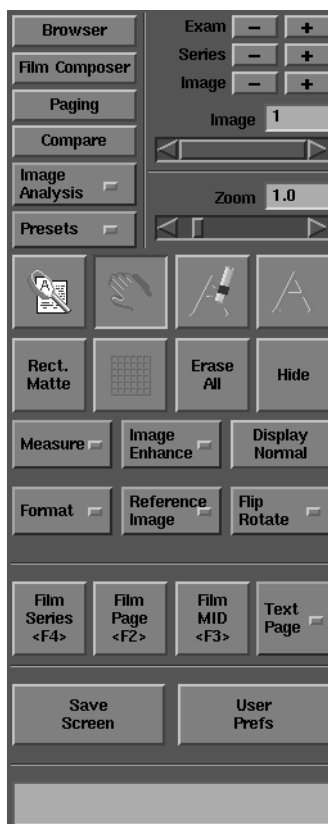 Browser
Film Composer
Paging
Compare
Image
Analysis
Presets
Exam - +
Series - +
Image - +
Image 1
Zoom 1.0
A
A
A
Rect.
Matte
Erase
All
Hide
Measure
Image
Enhance
Display
Normal
Format
Reference
Image
Flip
Rotate
Film
Series
<F4>
Film
Page
<F2>
Film
MID
<F3>
Text
Page
Save
Screen
User
Prefs